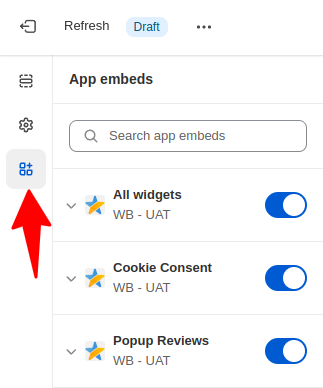 Refresh Draft
App embeds
Search app embeds
All widgets
WB - UAT
Cookie Consent
WB - UAT
Popup Reviews
WB - UAT